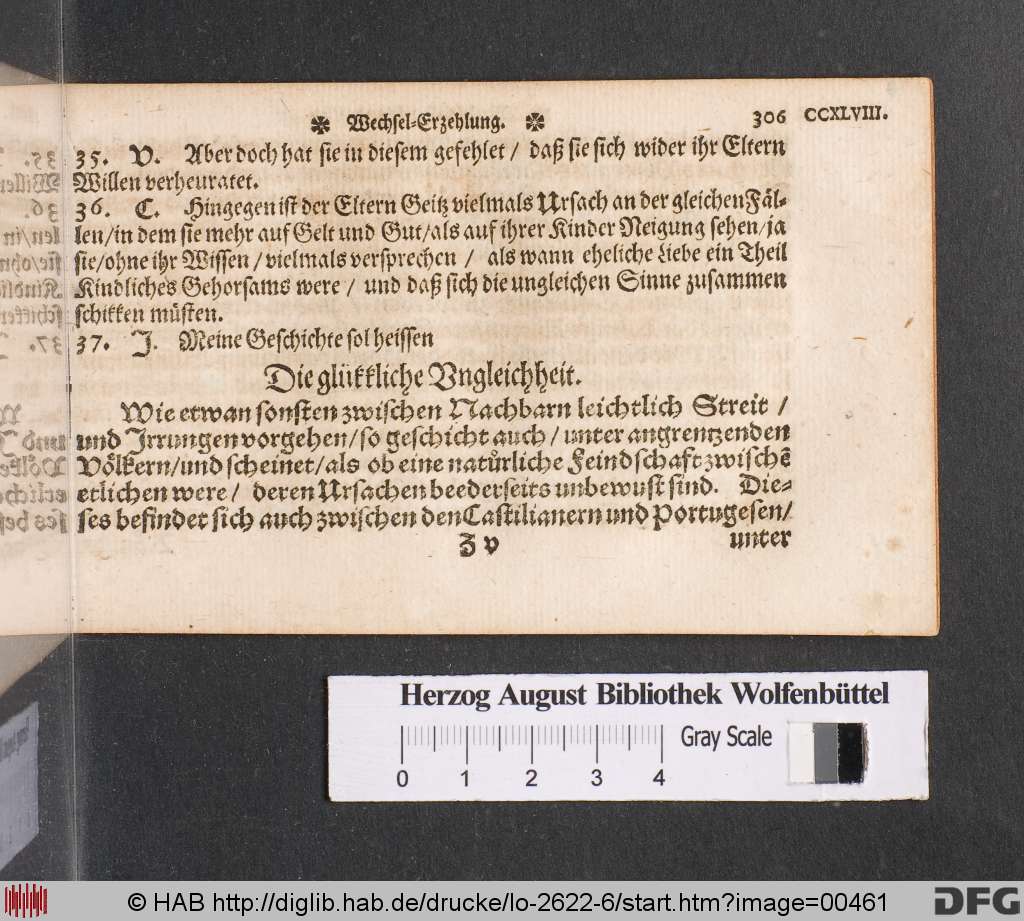 ✽ Wechsel-Erzehlung. ✽ 306 CCXLVIII.
35. V. Aber doch hat sie in diesem gefehlet / daß sie sich wider ihr Eltern
Willen verheuratet.
36. C. Hingegen ist der Eltern Geitz vielmals Ursach an der gleichen Fäl-
len/in dem sie mehr auf Gelt und Gut/als auf ihrer Kinder Neigung sehen/ja
sie/ohne ihr Wissen/vielmals versprechen / als wann eheliche Liebe ein Theil
Kindliches Gehorsams were / und daß sich die ungleichen Sinne zusammen
schikken müsten.
37. J. Meine Geschichte sol heissen
Die glükkliche Vngleichheit.
Wie etwan sonsten zwischen Nachbarn leichtlich Streit /
und Jrrungen vorgehen/so geschicht auch/unter angrentzenden
Völkern/und scheinet/als ob eine natůrliche Feindschaft zwischē
etlichen were/ deren Ursachen beederseits unbewust sind. Die-
ses befindet sich auch zwischen den Castilianern und Portugesen/
Z v unter
Herzog August Bibliothek Wolfenbüttel
Gray Scale
0 1 2 3 4
© HAB http://diglib.hab.de/drucke/lo-2622-6/start.htm?image=00461
DFG